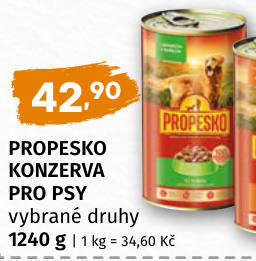 42,90
PROPESKO
PROPESKO
KONZERVA
PRO PSY
vybrané druhy
1240 g | 1 kg = 34,60 Kč